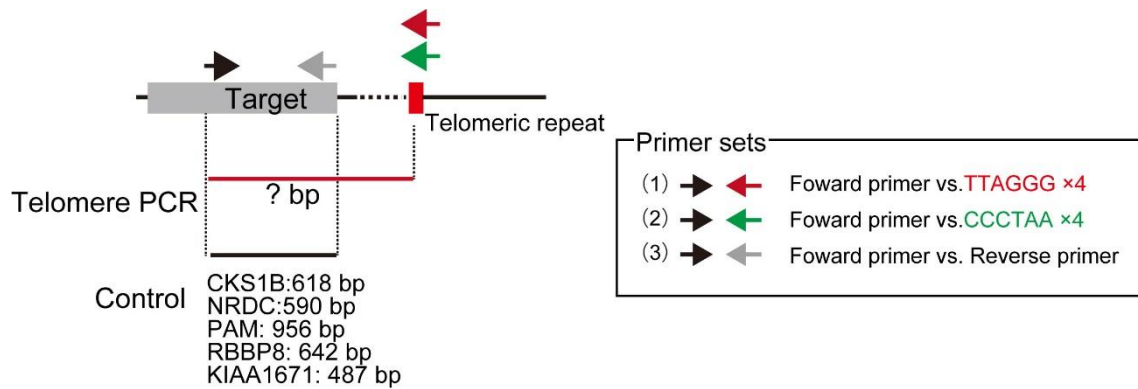 Target
Telomeric repeat
? bp
Telomere PCR
Control
CKS1B:618 bp
NRDC:590 bp
PAM: 956 bp
RBBP8: 642 bp
KIAA1671: 487 bp
Primer sets
(1) Foward primer vs.TTAGGG ×4
(2) Foward primer vs.CCCTAA ×4
(3) Foward primer vs. Reverse primer